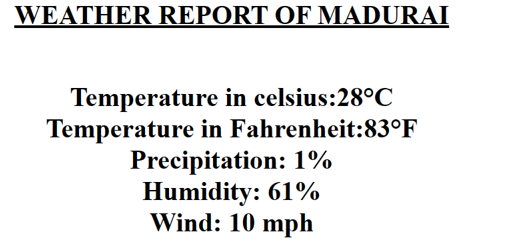 WEATHER REPORT OF MADURAI
Temperature in celsius:28°C
Temperature in Fahrenheit:83°F
Precipitation: 1%
Humidity: 61%
Wind: 10 mph